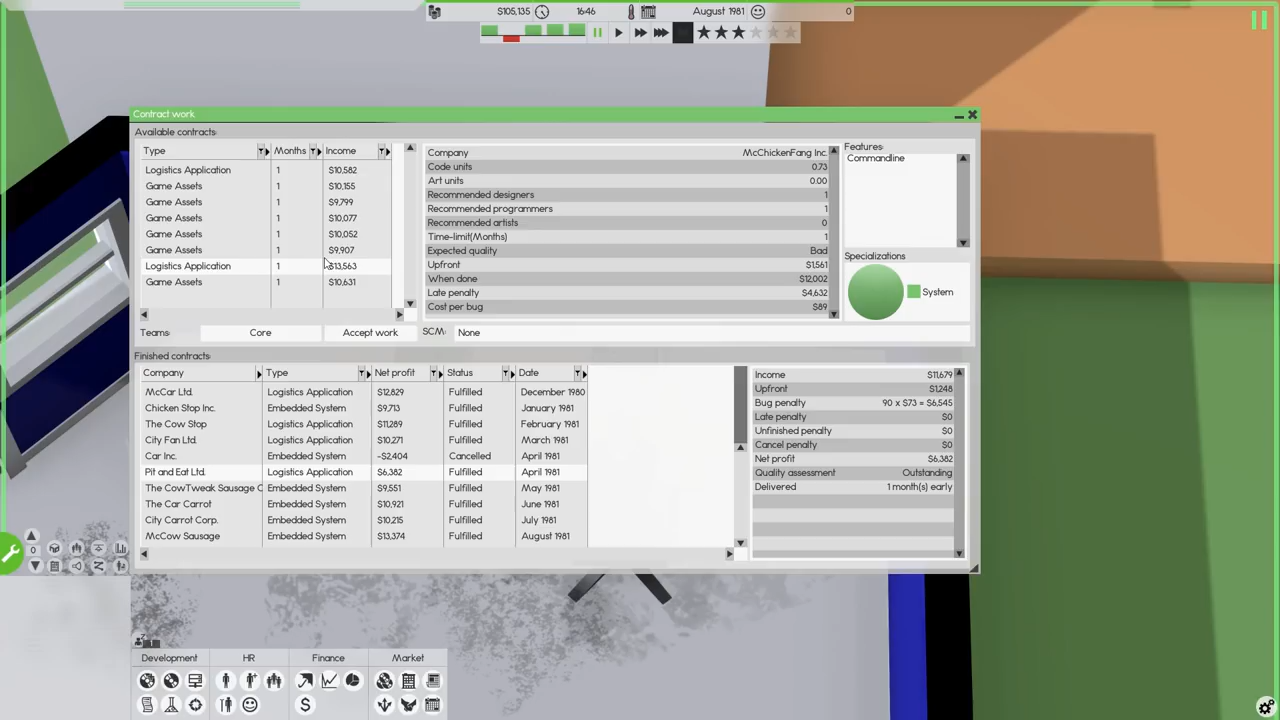 $105,135 16:46 August 1981 0
Contract work
Available contracts:
Type Months Income
Logistics Application 1 $10,582
Game Assets 1 $10,155
Game Assets 1 $9,799
Game Assets 1 $10,077
Game Assets 1 $10,052
Game Assets 1 $9,907
Logistics Application 1 $13,563
Game Assets 1 $10,631
Company McChickenFang Inc.
Code units 0.73
Art units 0.00
Recommended designers 1
Recommended programmers 1
Recommended artists 0
Time-limit(Months) 1
Expected quality Bad
Upfront $1,561
When done $12,002
Late penalty $4,632
Cost per bug $89
Features:
Commandline
Specializations
System
Teams: Core Accept work SCM: None
Finished contracts:
Company Type Net profit Status Date
McCar Ltd. Logistics Application $12,829 Fulfilled December 1980
Chicken Stop Inc. Embedded System $9,713 Fulfilled January 1981
The Cow Stop Logistics Application $11,289 Fulfilled February 1981
City Fan Ltd. Logistics Application $10,271 Fulfilled March 1981
Car Inc. Embedded System -$2,404 Cancelled April 1981
Pit and Eat Ltd. Logistics Application $6,382 Fulfilled April 1981
The CowTweak Sausage C Embedded System $9,551 Fulfilled May 1981
The Car Carrot Embedded System $10,921 Fulfilled June 1981
City Carrot Corp. Embedded System $10,215 Fulfilled July 1981
McCow Sausage Embedded System $13,374 Fulfilled August 1981
Income $11,679
Upfront $1,248
Bug penalty 90 x $73 = $6,545
Late penalty $0
Unfinished penalty $0
Cancel penalty $0
Net profit $6,382
Quality assessment Outstanding
Delivered 1 month(s) early
0
Development HR Finance Market